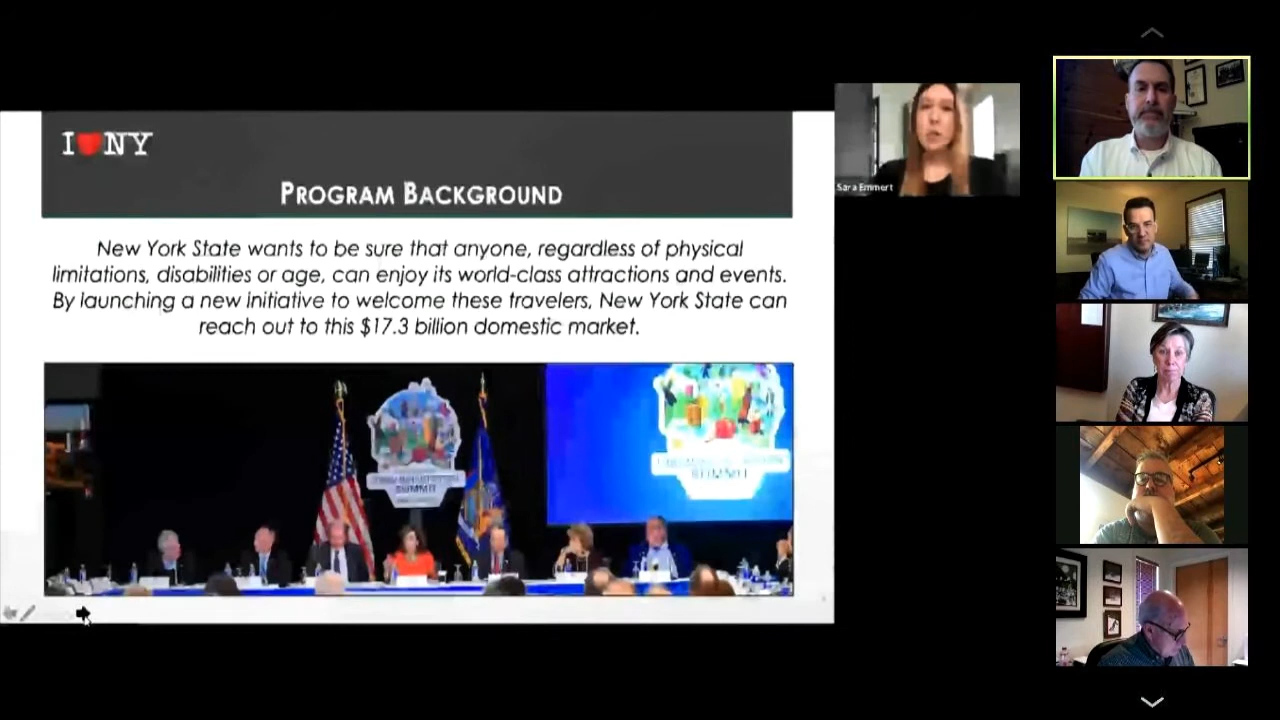 I NY
PROGRAM BACKGROUND
New York State wants to be sure that anyone, regardless of physical
limitations, disabilities or age, can enjoy its world-class attractions and events.
By launching a new initiative to welcome these travelers, New York State can
reach out to this $17.3 billion domestic market.
SUMMIT
SUMMIT
Sara Emmert